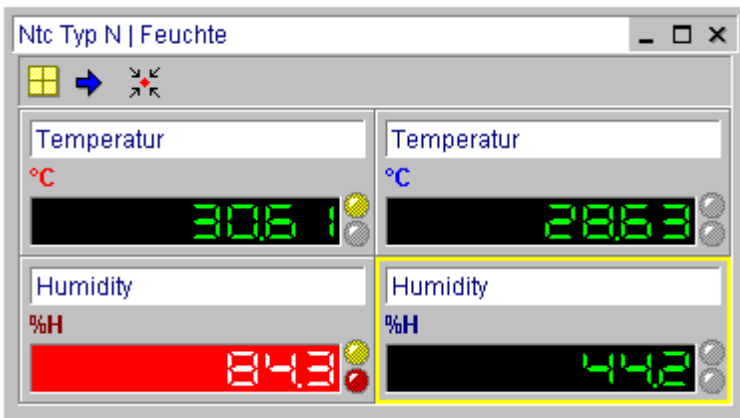 Ntc Typ N | Feuchte
Temperatur
°C
30.61
Temperatur
°C
28.63
Humidity
%H
84.3
Humidity
%H
44.2